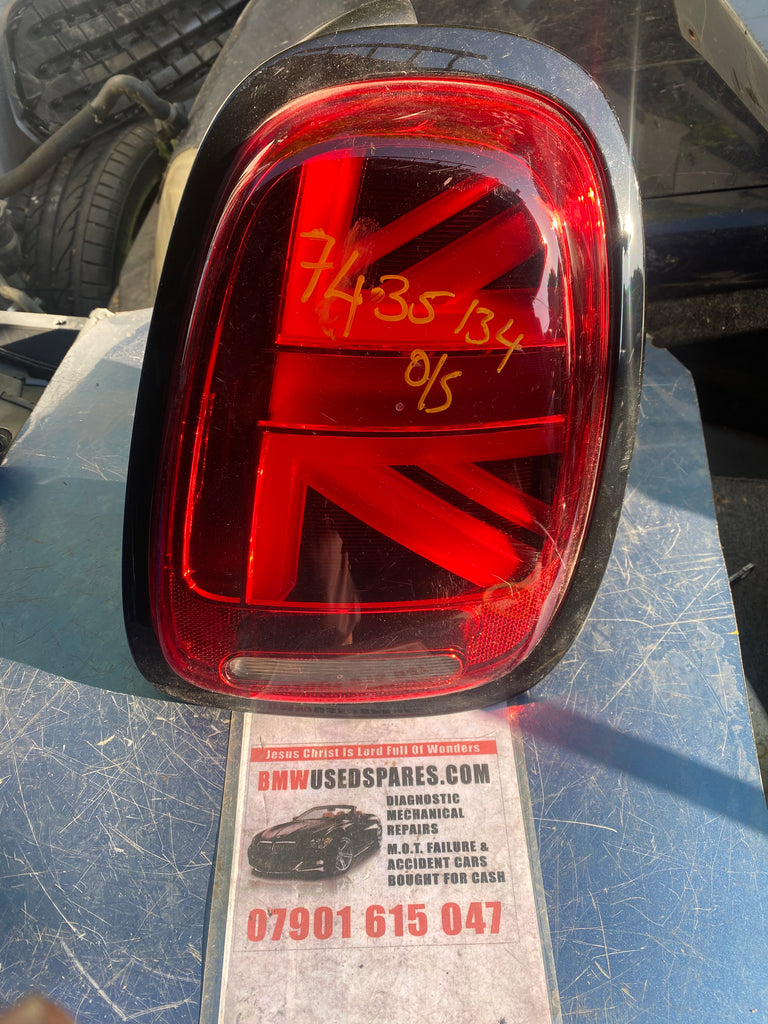 7435134
O/S
Jesus Christ Is Lord Full Of Wonders
BMWUSEDSPARES.COM
DIAGNOSTIC
MECHANICAL
REPAIRS
M.O.T. FAILURE &
ACCIDENT CARS
BOUGHT FOR CASH
07901 615 047